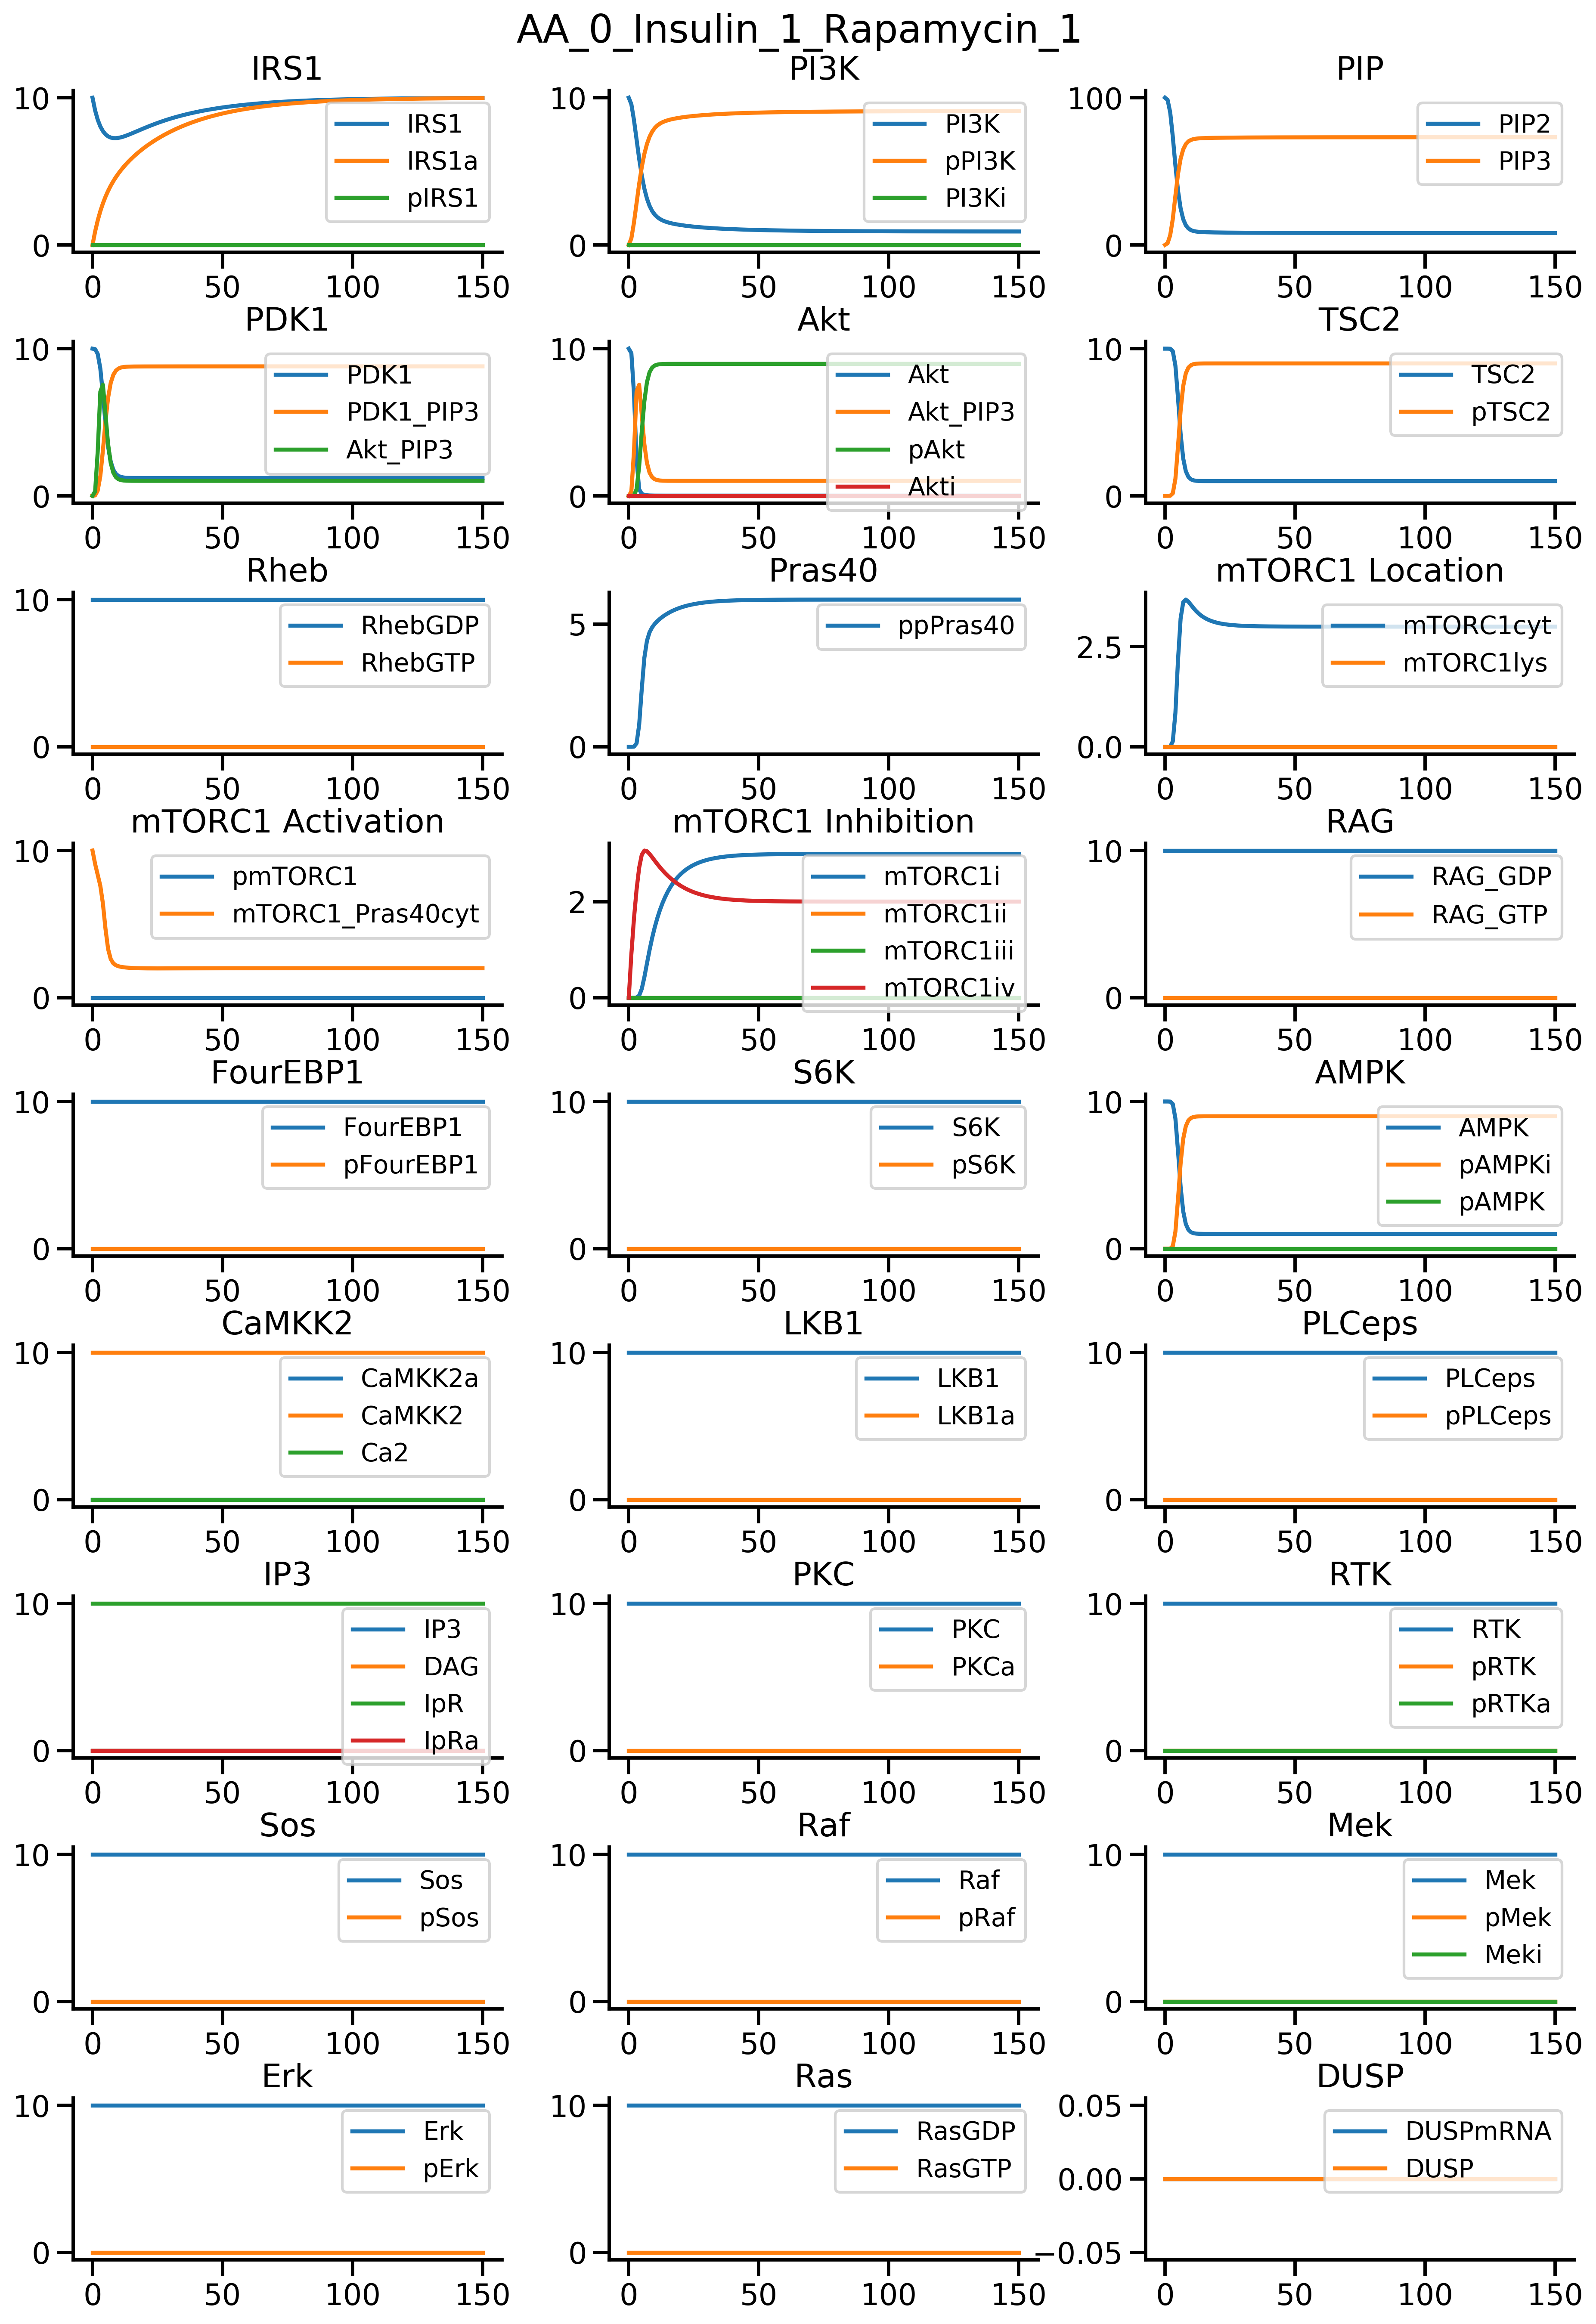 AA_0_Insulin_1_Rapamycin_1
IRS1
10
0
0 50 100 150
IRS1
IRS1a
pIRS1
PI3K
10
0
0 50 100 150
PI3K
pPI3K
PI3Ki
PIP
100
0
0 50 100 150
PIP2
PIP3
PDK1
10
0
0 50 100 150
PDK1
PDK1_PIP3
Akt_PIP3
Akt
10
0
0 50 100 150
Akt
Akt_PIP3
pAkt
Akti
TSC2
10
0
0 50 100 150
TSC2
pTSC2
Rheb
10
0
0 50 100 150
RhebGDP
RhebGTP
Pras40
5
0
0 50 100 150
ppPras40
mTORC1 Location
2.5
0.0
0 50 100 150
mTORC1cyt
mTORC1lys
mTORC1 Activation
10
0
0 50 100 150
pmTORC1
mTORC1_Pras40cyt
mTORC1 Inhibition
2
0
0 50 100 150
mTORC1i
mTORC1ii
mTORC1iii
mTORC1iv
RAG
10
0
0 50 100 150
RAG_GDP
RAG_GTP
FourEBP1
10
0
0 50 100 150
FourEBP1
pFourEBP1
S6K
10
0
0 50 100 150
S6K
pS6K
AMPK
10
0
0 50 100 150
AMPK
pAMPKi
pAMPK
CaMKK2
10
0
0 50 100 150
CaMKK2a
CaMKK2
Ca2
LKB1
10
0
0 50 100 150
LKB1
LKB1a
PLCeps
10
0
0 50 100 150
PLCeps
pPLCeps
IP3
10
0
0 50 100 150
IP3
DAG
IpR
IpRa
PKC
10
0
0 50 100 150
PKC
PKCa
RTK
10
0
0 50 100 150
RTK
pRTK
pRTKa
Sos
10
0
0 50 100 150
Sos
pSos
Raf
10
0
0 50 100 150
Raf
pRaf
Mek
10
0
0 50 100 150
Mek
pMek
Meki
Erk
10
0
0 50 100 150
Erk
pErk
Ras
10
0
0 50 100 150
RasGDP
RasGTP
DUSP
0.05
0.00
−0.05
0 50 100 150
DUSPmRNA
DUSP